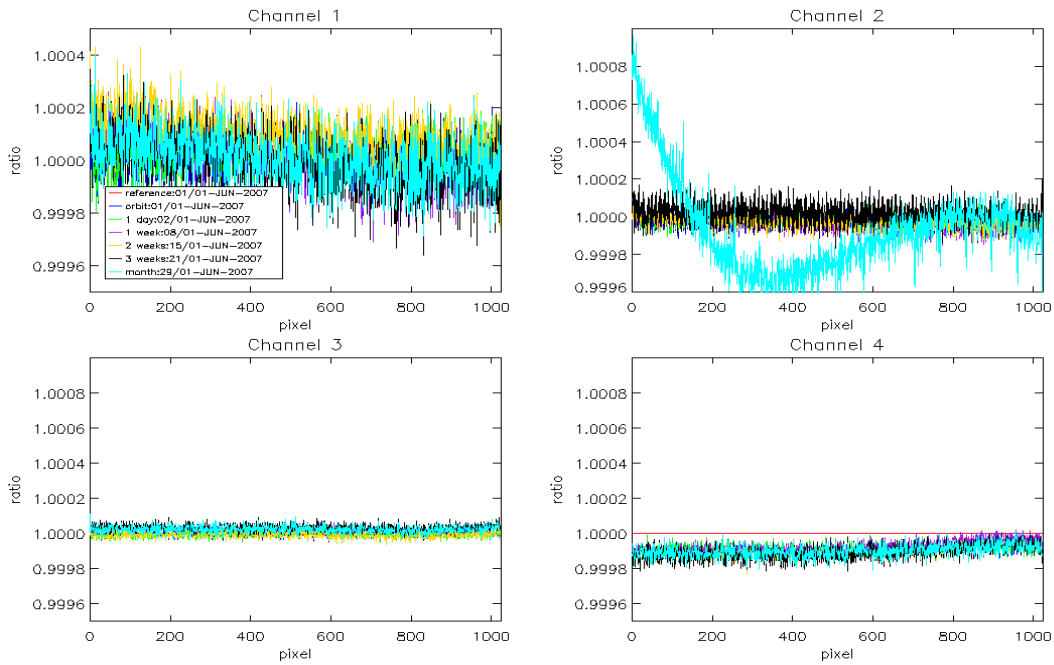 Channel 1
ratio
1.0004
1.0002
1.0000
0.9998
0.9996
reference:01/01-JUN-2007
orbit:01/01-JUN-2007
1 day:02/01-JUN-2007
1 week:08/01-JUN-2007
2 weeks:15/01-JUN-2007
3 weeks:21/01-JUN-2007
month:29/01-JUN-2007
0 200 400 600 800 1000
pixel
Channel 2
ratio
1.0008
1.0006
1.0004
1.0002
1.0000
0.9998
0.9996
0 200 400 600 800 1000
pixel
Channel 3
ratio
1.0008
1.0006
1.0004
1.0002
1.0000
0.9998
0.9996
0 200 400 600 800 1000
pixel
Channel 4
ratio
1.0008
1.0006
1.0004
1.0002
1.0000
0.9998
0.9996
0 200 400 600 800 1000
pixel